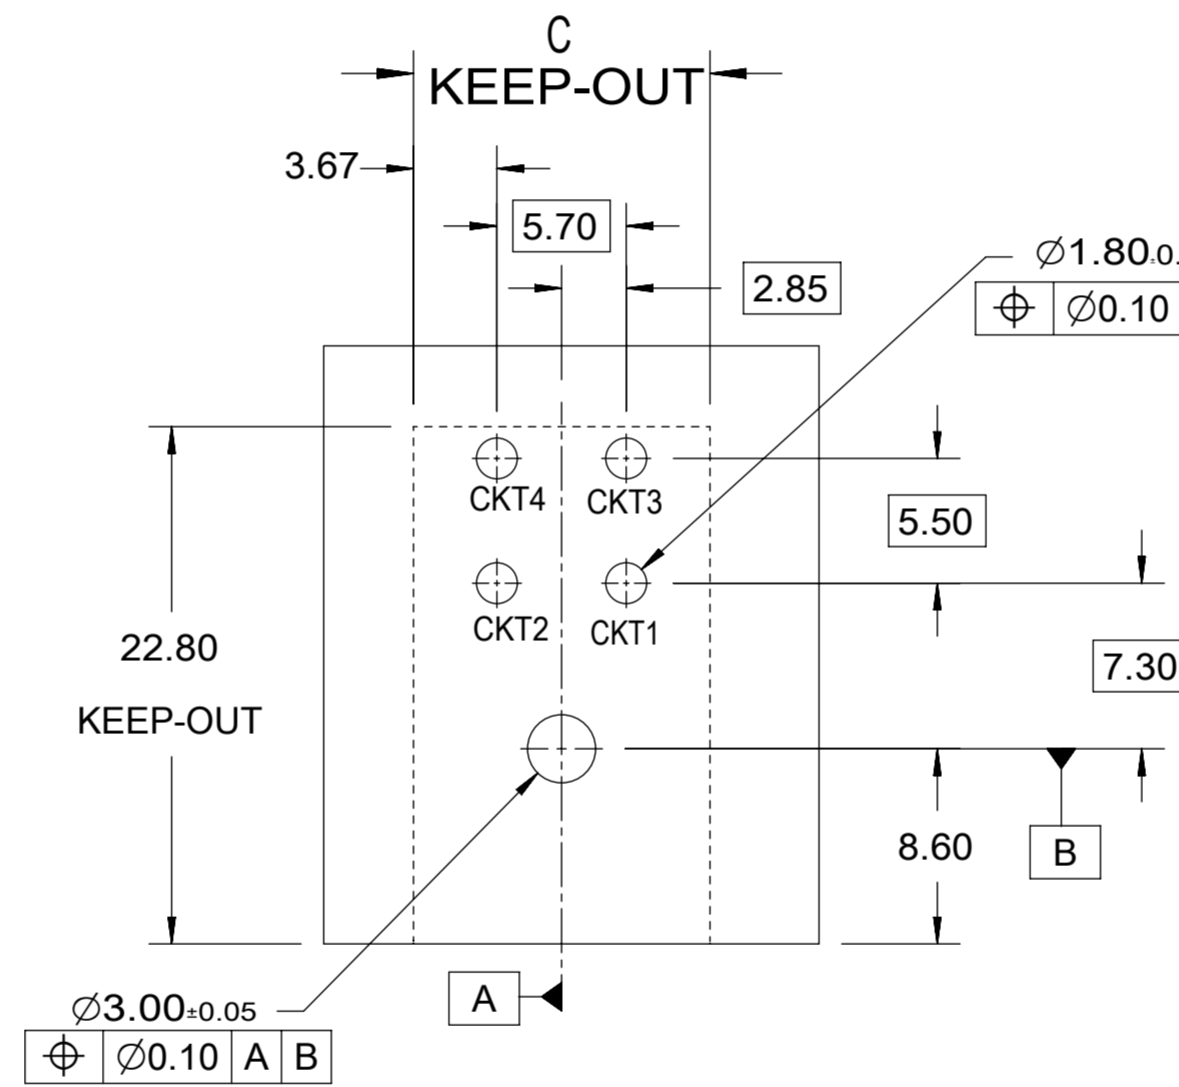 C
KEEP-OUT
3.67
5.70
2.85
⌀1.80±0.
⌖ ⌀0.10
CKT4 CKT3
5.50
CKT2 CKT1
22.80
KEEP-OUT
7.30
8.60
B
A
⌀3.00±0.05
⌖ ⌀0.10 A B